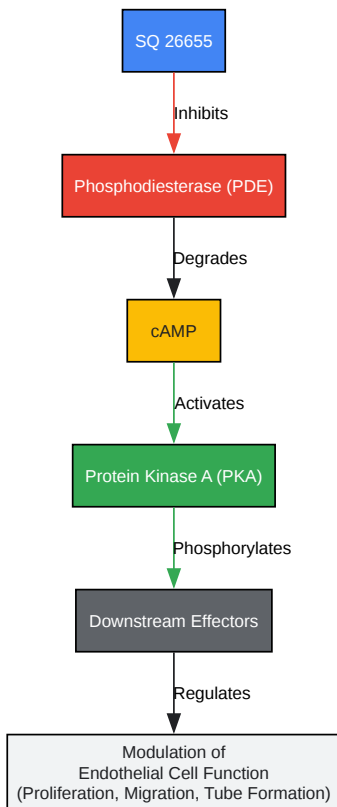 SQ 26655
Inhibits
Phosphodiesterase (PDE)
Degrades
cAMP
Activates
Protein Kinase A (PKA)
Phosphorylates
Downstream Effectors
Regulates
Modulation of
Endothelial Cell Function
(Proliferation, Migration, Tube Formation)